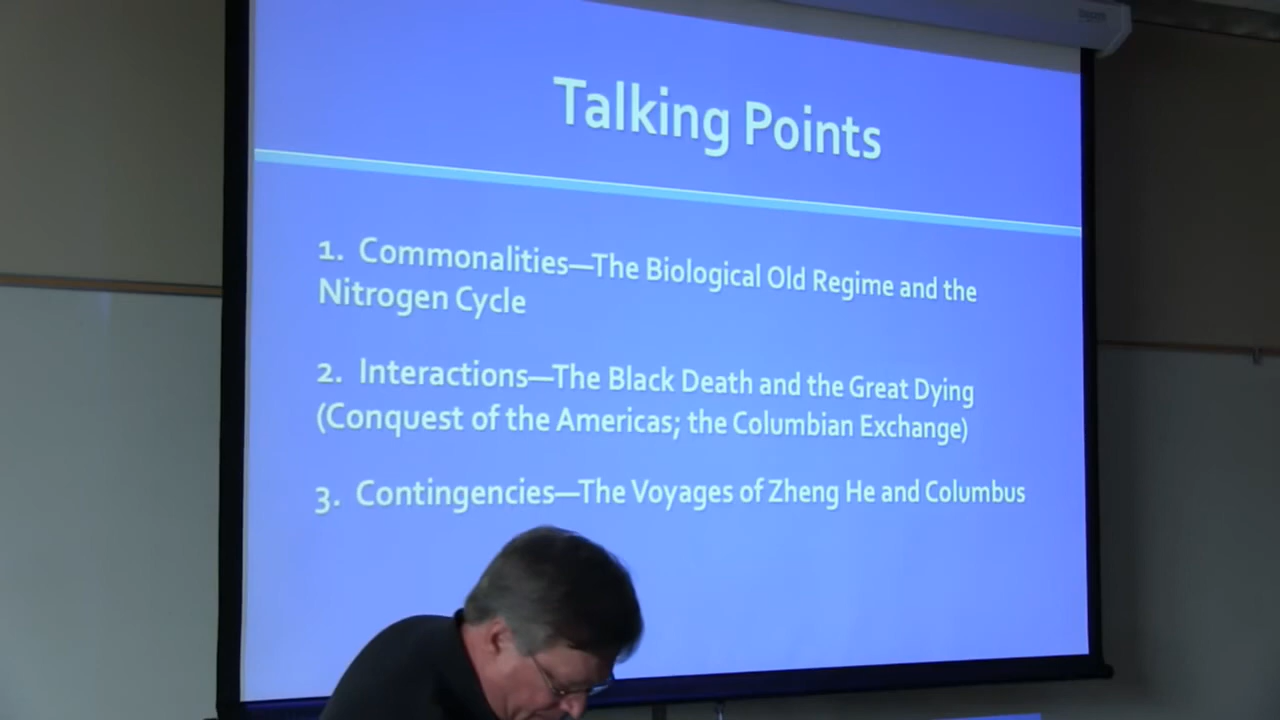 Talking Points
1. Commonalities—The Biological Old Regime and the
Nitrogen Cycle
2. Interactions—The Black Death and the Great Dying
(Conquest of the Americas; the Columbian Exchange)
3. Contingencies—The Voyages of Zheng He and Columbus